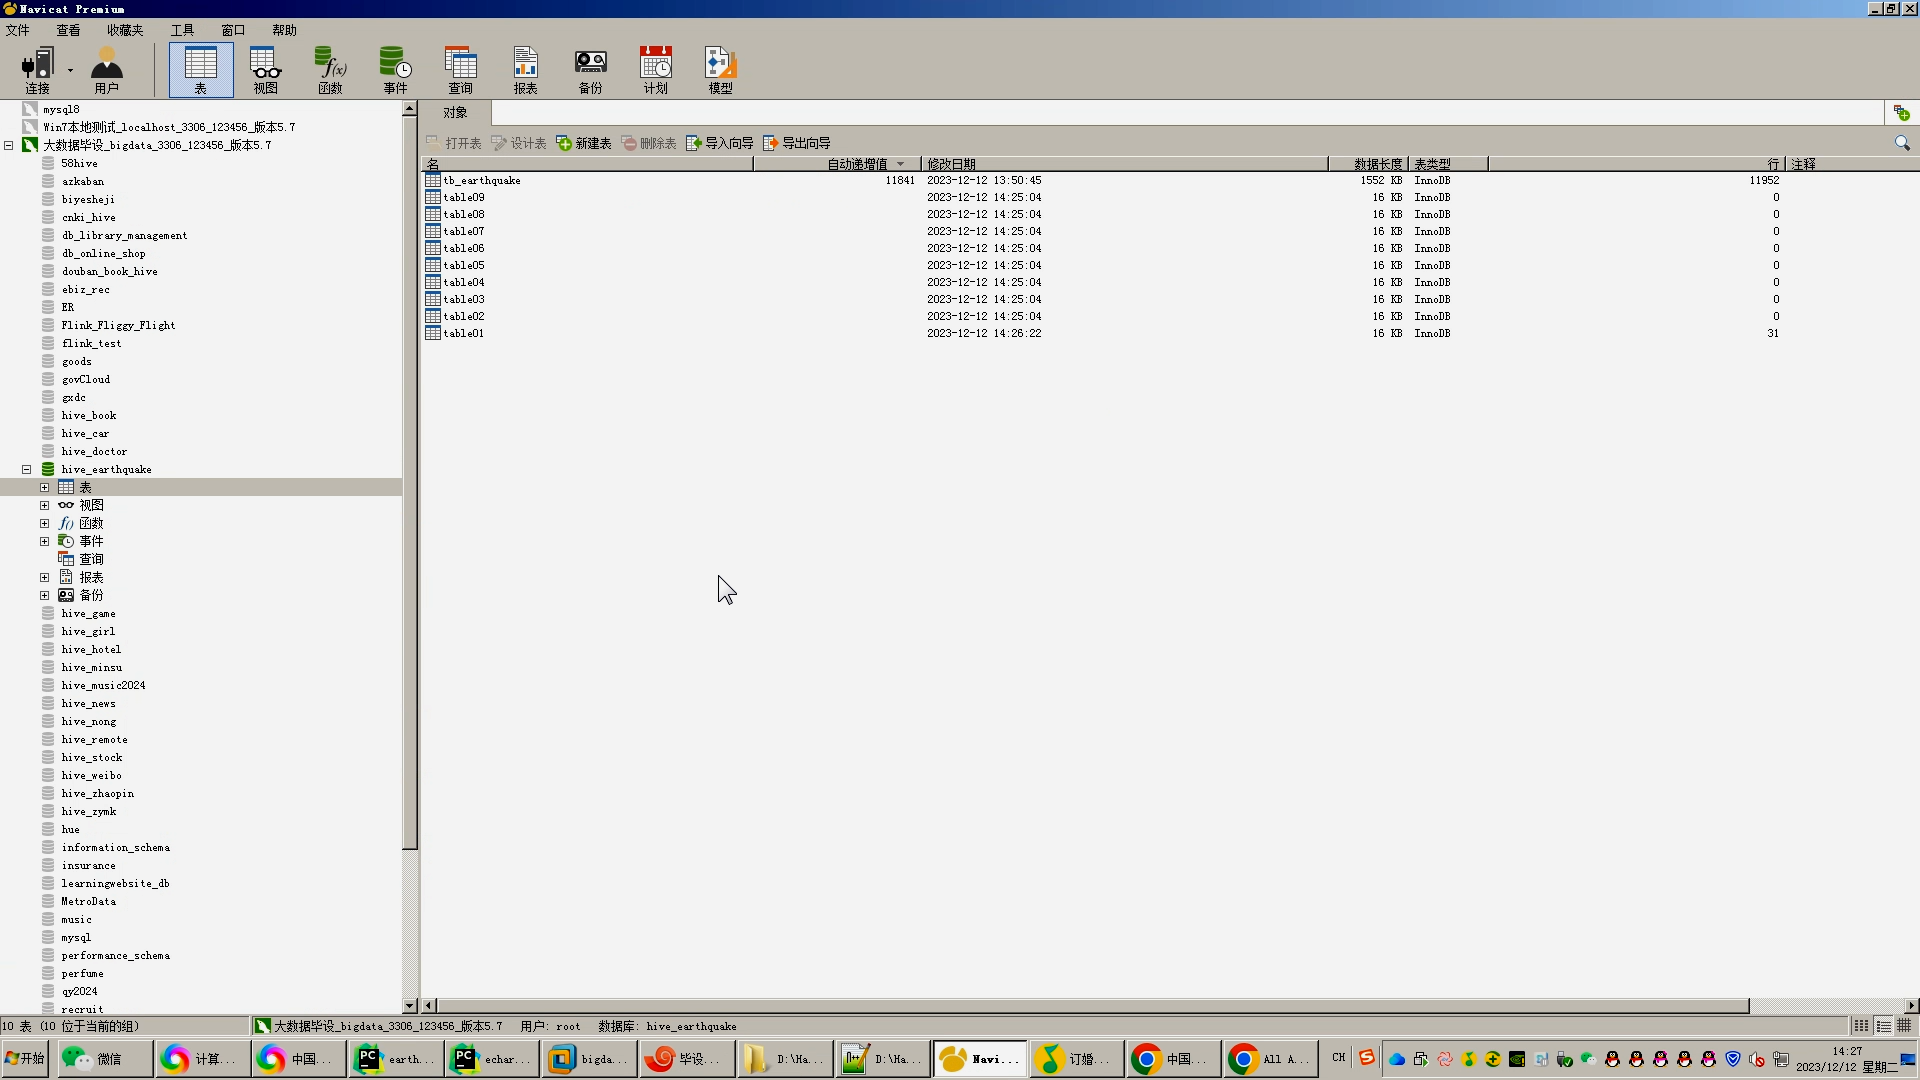 Navicat Premium
文件 查看 收藏夹 工具 窗口 帮助
连接 用户 表 视图 函数 事件 查询 报表 备份 计划 模型
mysql8
Win7本地测试_localhost_3306_123456_版本5.7
大数据毕设_bigdata_3306_123456_版本5.7
58hive
azkaban
biyesheji
cnki_hive
db_library_management
db_online_shop
douban_book_hive
ebiz_rec
ER
Flink_Fliggy_Flight
flink_test
goods
govCloud
gxdc
hive_book
hive_car
hive_doctor
hive_earthquake
表
视图
函数
事件
查询
报表
备份
hive_game
hive_girl
hive_hotel
hive_minsu
hive_music2024
hive_news
hive_nong
hive_remote
hive_stock
hive_weibo
hive_zhaopin
hive_zymk
hue
information_schema
insurance
learningwebsite_db
MetroData
music
mysql
performance_schema
perfume
qy2024
recruit
对象
打开表 设计表 新建表 删除表 导入向导 导出向导
名 自动递增值 修改日期 数据长度 表类型 行 注释
tb_earthquake 11841 2023-12-12 13:50:45 1552 KB InnoDB 11952
table09 2023-12-12 14:25:04 16 KB InnoDB 0
table08 2023-12-12 14:25:04 16 KB InnoDB 0
table07 2023-12-12 14:25:04 16 KB InnoDB 0
table06 2023-12-12 14:25:04 16 KB InnoDB 0
table05 2023-12-12 14:25:04 16 KB InnoDB 0
table04 2023-12-12 14:25:04 16 KB InnoDB 0
table03 2023-12-12 14:25:04 16 KB InnoDB 0
table02 2023-12-12 14:25:04 16 KB InnoDB 0
table01 2023-12-12 14:26:22 16 KB InnoDB 31
10 表 (10 位于当前的组) 大数据毕设_bigdata_3306_123456_版本5.7 用户: root 数据库: hive_earthquake
开始 微信 计算... 中国... earth... echar... bigda... 毕设... D:\Ha... D:\Ha... Navi... 订婚... 中国... All A... CH 14:27
2023/12/12 星期二